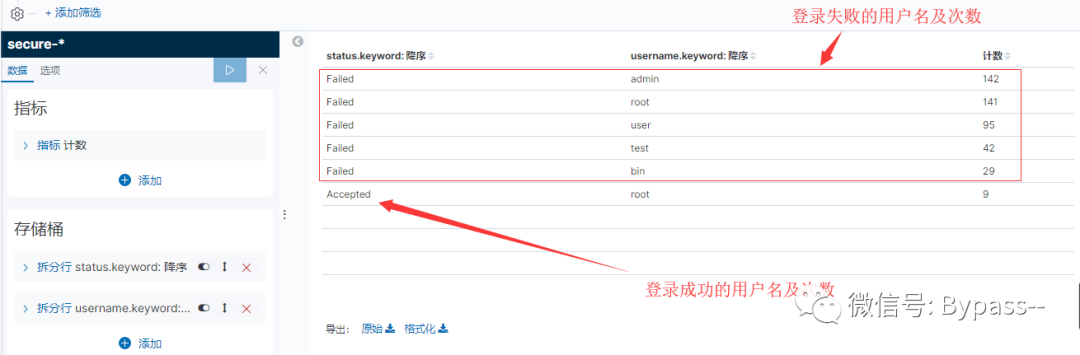 + 添加筛选
登录失败的用户名及次数
secure-*
数据 选项
指标
指标 计数
添加
存储桶
拆分行 status.keyword: 降序
拆分行 username.keyword:...
添加
status.keyword: 降序 username.keyword: 降序 计数
Failed admin 142
Failed root 141
Failed user 95
Failed test 42
Failed bin 29
Accepted root 9
登录成功的用户名及次数
微信号: Bypass--
导出: 原始 格式化